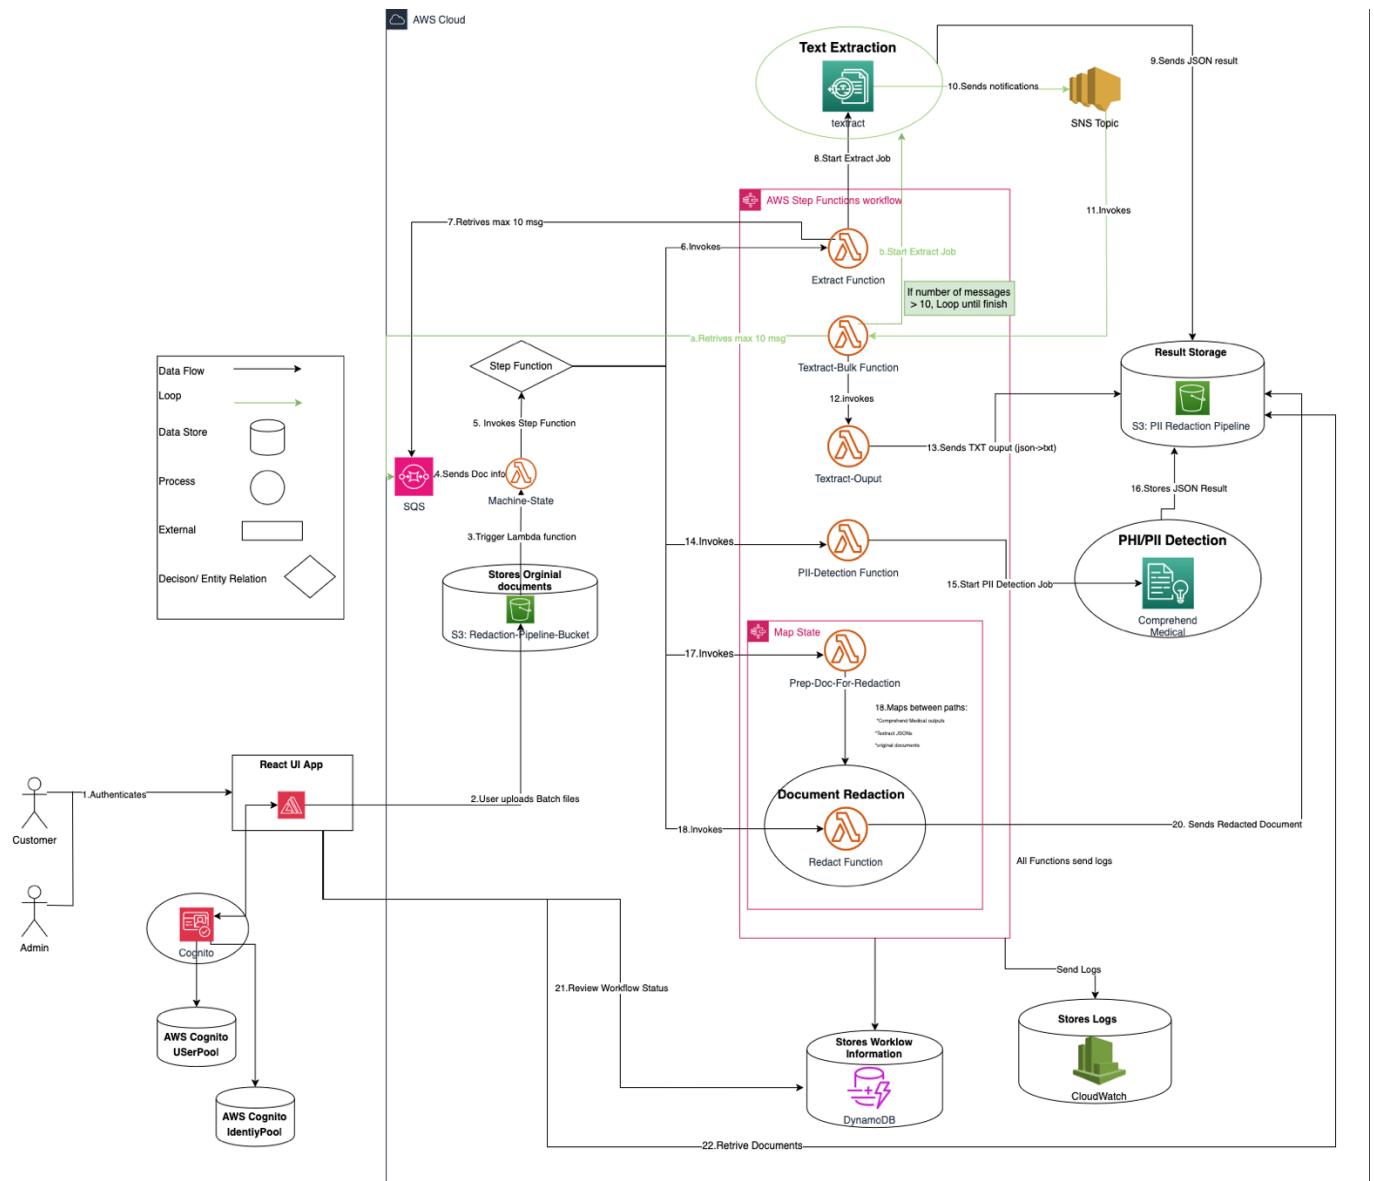 AWS Cloud
Text Extraction
textract
9.Sends JSON result
10.Sends notifications
SNS Topic
8.Start Extract Job
AWS Step Functions workflow
7.Retrives max 10 msg
11.Invokes
6.Invokes
b.Start Extract Job
Extract Function
If number of messages
> 10, Loop until finish
a.Retrives max 10 msg
Result Storage
S3: PII Redaction Pipeline
Step Function
Textract-Bulk Function
Data Flow
Loop
Data Store
Process
External
Decison/ Entity Relation
12.invokes
5. Invokes Step Function
13.Sends TXT ouput (json->txt)
Textract-Ouput
4.Sends Doc info
SQS
Machine-State
16.Stores JSON Result
3.Trigger Lambda function
14.Invokes
PHI/PII Detection
PII-Detection Function
15.Start PII Detection Job
Comprehend
Medical
Stores Orginial
documents
S3: Redaction-Pipeline-Bucket
Map State
17.Invokes
Prep-Doc-For-Redaction
18.Maps between paths:
*Comprehend Medical outputs
*Textract JSONs
*original documents
React UI App
1.Authenticates
2.User uploads Batch files
Document Redaction
18.Invokes
20. Sends Redacted Document
Customer
Redact Function
All Functions send logs
Admin
Cognito
Send Logs
21.Review Workflow Status
AWS Cognito
USerPool
Stores Worklow
Information
DynamoDB
Stores Logs
CloudWatch
AWS Cognito
IdentiyPool
22.Retrive Documents